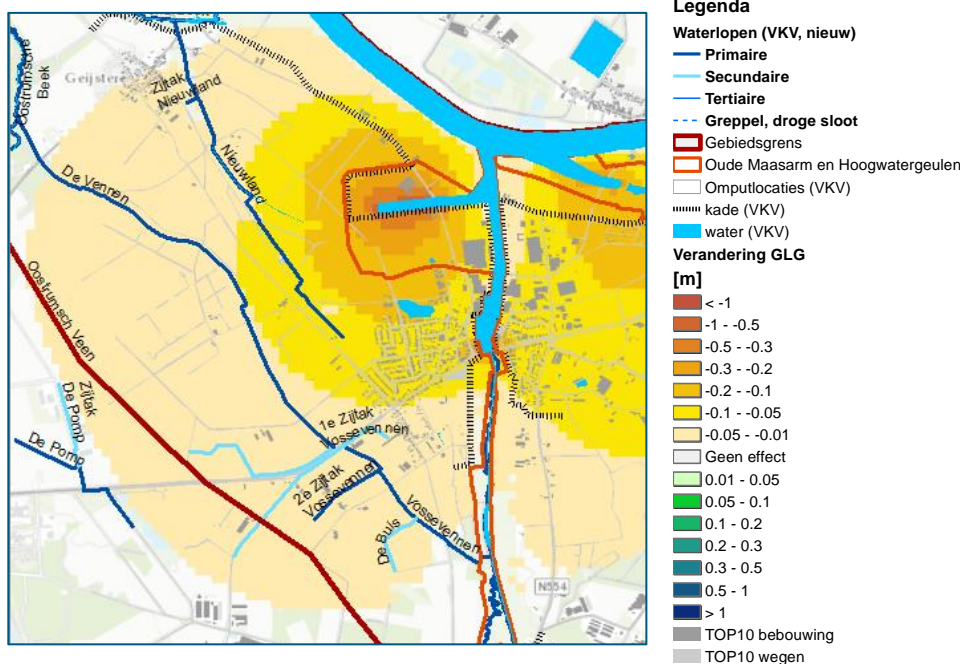 Oostrumsche
Beek
Geijstere
Zijtak
Nieuwland
Nieuwland
De Vennen
Oostrumsch Veen
Zijtak
De Pomp
De Pomp
1e Zijtak
Vossevennen
2e Zijtak
Vossevennen
Vossevennen
De Buis
N554
Legenda
Waterlopen (VKV, nieuw)
Primaire
Secundaire
Tertiaire
Greppel, droge sloot
Gebiedsgrens
Oude Maasarm en Hoogwatergeulen
Omputlocaties (VKV)
kade (VKV)
water (VKV)
Verandering GLG
[m]
< -1
-1 - -0.5
-0.5 - -0.3
-0.3 - -0.2
-0.2 - -0.1
-0.1 - -0.05
-0.05 - -0.01
Geen effect
0.01 - 0.05
0.05 - 0.1
0.1 - 0.2
0.2 - 0.3
0.3 - 0.5
0.5 - 1
> 1
TOP10 bebouwing
TOP10 wegen